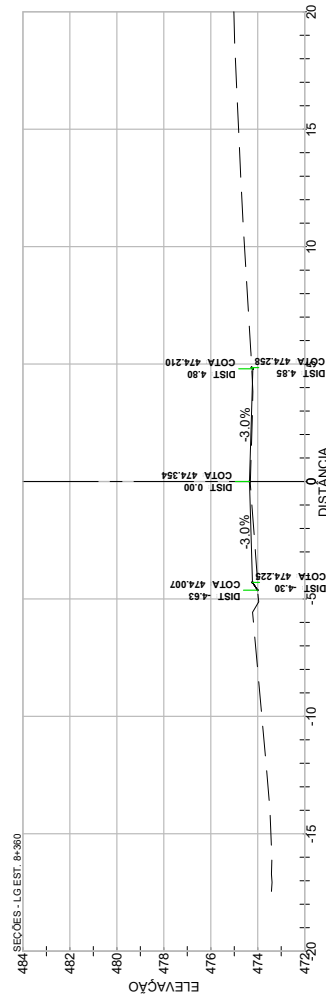 SEÇÕES - LG EST. 8+360
484
482
480
478
476
474
472
ELEVAÇÃO
-20
-15
-10
-5
0
5
10
15
20
DISTÂNCIA
DIST -4.63
COTA 474.007
DIST -4.30
COTA 474.225
-3.0%
DIST 0.00
COTA 474.354
-3.0%
DIST 4.80
COTA 474.210
DIST 4.85
COTA 474.258